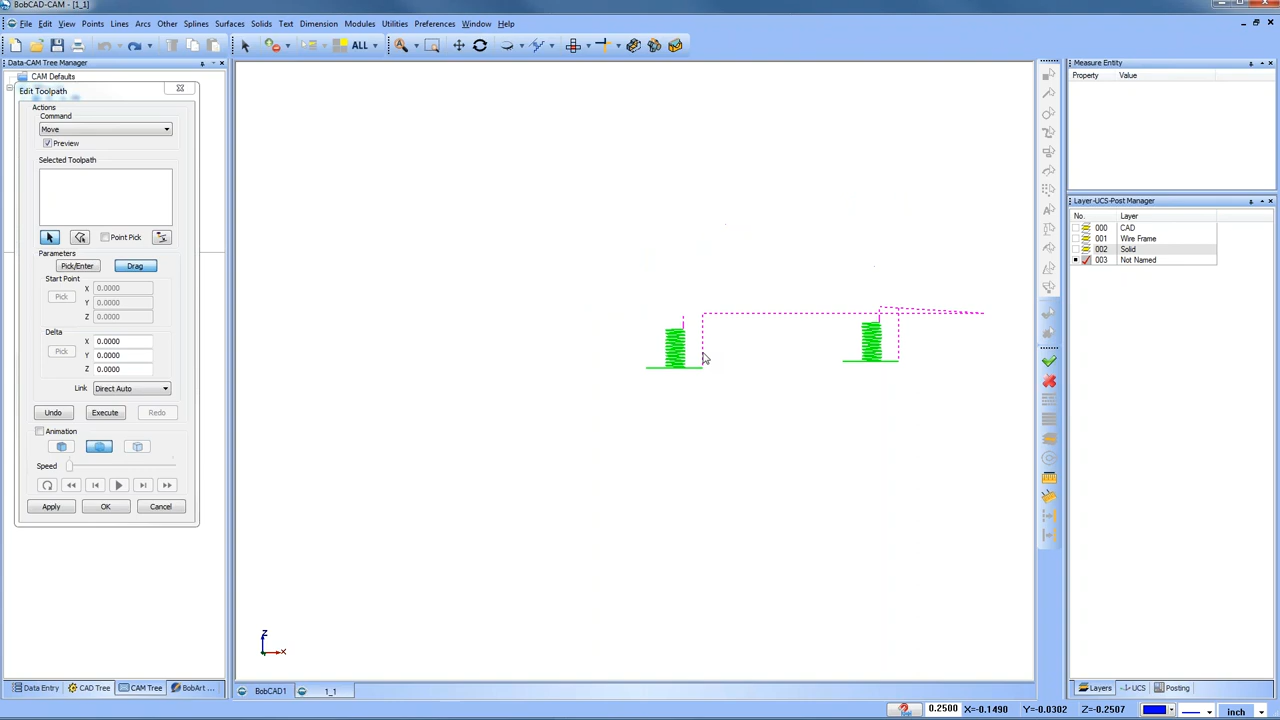 BobCAD-CAM - [1_1]
File Edit View Points Lines Arcs Other Splines Surfaces Solids Text Dimension Modules Utilities Preferences Window Help
ALL
Data-CAM Tree Manager
CAM Defaults
Edit Toolpath
Actions
Command
Move
Preview
Selected Toolpath
Point Pick
Parameters
Pick/Enter Drag
Start Point
X 0.0000
Pick
Y 0.0000
Z 0.0000
Delta
X 0.0000
Pick
Y 0.0000
Z 0.0000
Link Direct Auto
Undo Execute Redo
Animation
Speed
Apply OK Cancel
Data Entry CAD Tree CAM Tree BobArt ...
Z
X
BobCAD1 1_1
Measure Entity
Property Value
Layer-UCS-Post Manager
No. Layer
000 CAD
001 Wire Frame
002 Solid
003 Not Named
Layers UCS Posting
0.2500 X=-0.1490 Y=-0.0302 Z=-0.2507 inch